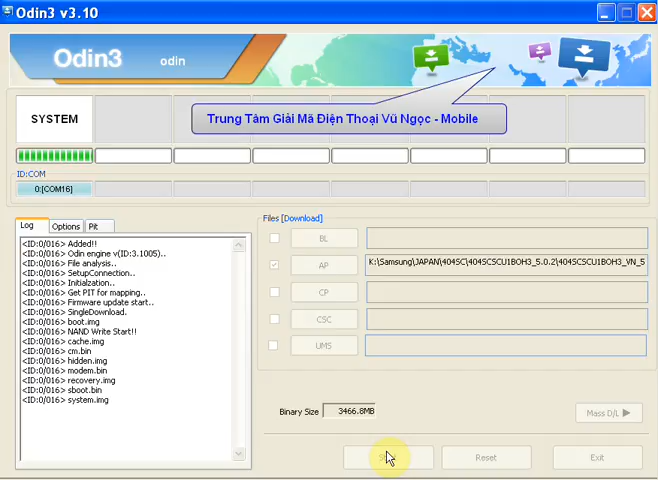 Odin3 v3.10
Odin3
odin
SYSTEM
Trung Tâm Giải Mã Điện Thoại Vũ Ngọc - Mobile
ID:COM
0:[COM16]
Log
Options
Pit
<ID:0/016> Added!!
<ID:0/016> Odin engine v(ID:3.1005)..
<ID:0/016> File analysis..
<ID:0/016> SetupConnection..
<ID:0/016> Initialzation..
<ID:0/016> Get PIT for mapping..
<ID:0/016> Firmware update start..
<ID:0/016> SingleDownload.
<ID:0/016> boot.img
<ID:0/016> NAND Write Start!!
<ID:0/016> cache.img
<ID:0/016> cm.bin
<ID:0/016> hidden.img
<ID:0/016> modem.bin
<ID:0/016> recovery.img
<ID:0/016> sboot.bin
<ID:0/016> system.img
Files [Download]
BL
AP
K:\Samsung\JAPAN\404SC\404SCSCU1BOH3_5.0.2\404SCSCU1BOH3_VN_5
CP
CSC
UMS
Binary Size
3466.8MB
Mass D/L
Reset
Exit